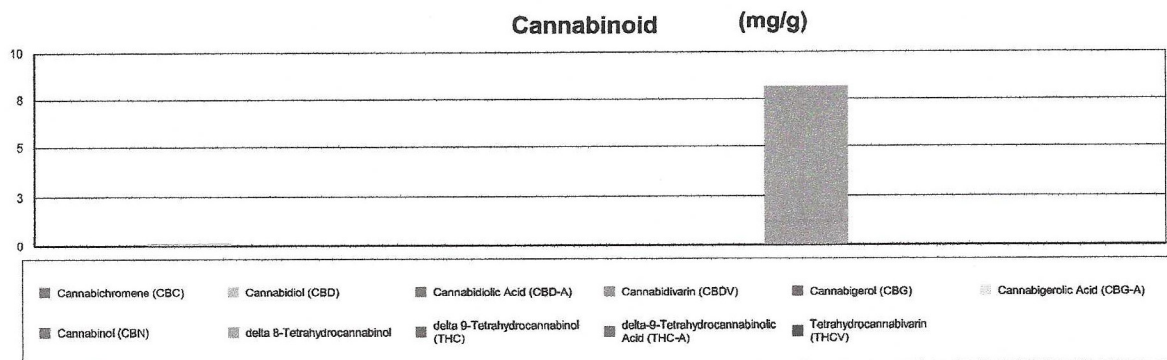 Cannabinoid (mg/g)
10
8
5
3
0
Cannabichromene (CBC) Cannabidiol (CBD) Cannabidiolic Acid (CBD-A) Cannabidivarin (CBDV) Cannabigerol (CBG) Cannabigerolic Acid (CBG-A)
Cannabinol (CBN) delta 8-Tetrahydrocannabinol delta 9-Tetrahydrocannabinol (THC) delta-9-Tetrahydrocannabinolic Acid (THC-A) Tetrahydrocannabivarin (THCV)